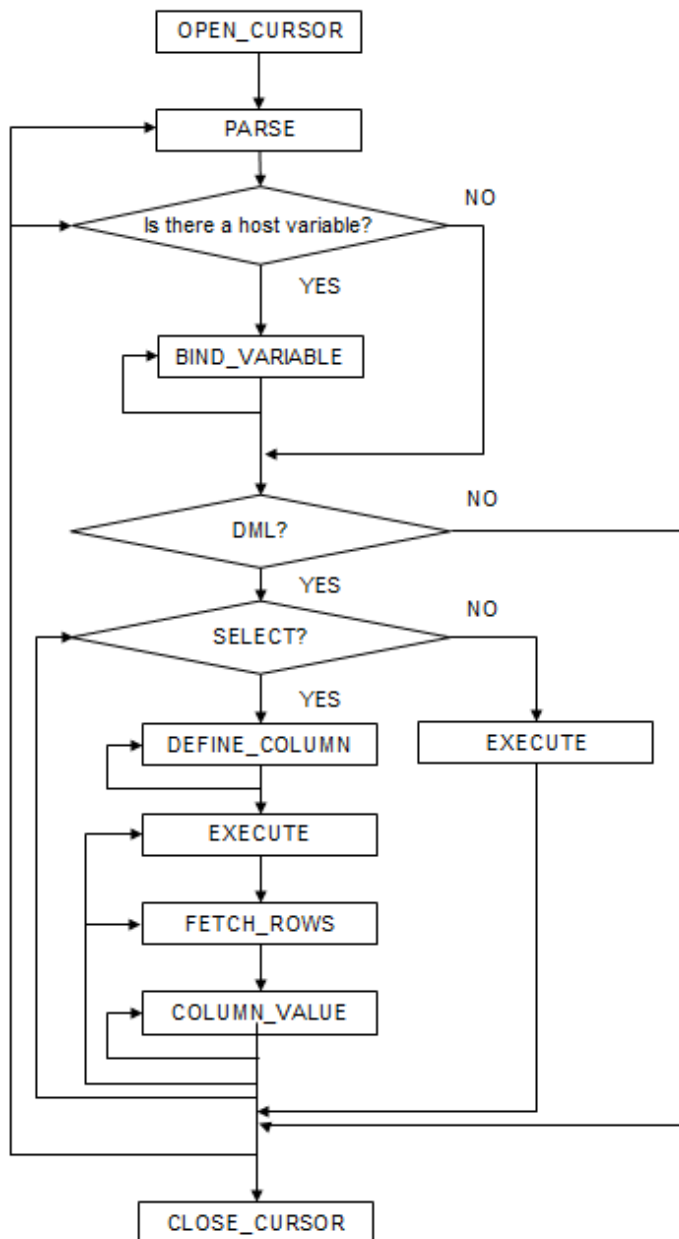 OPEN_CURSOR
PARSE
NO
Is there a host variable?
YES
BIND_VARIABLE
NO
DML?
YES
NO
SELECT?
YES
DEFINE_COLUMN
EXECUTE
EXECUTE
FETCH_ROWS
COLUMN_VALUE
CLOSE_CURSOR